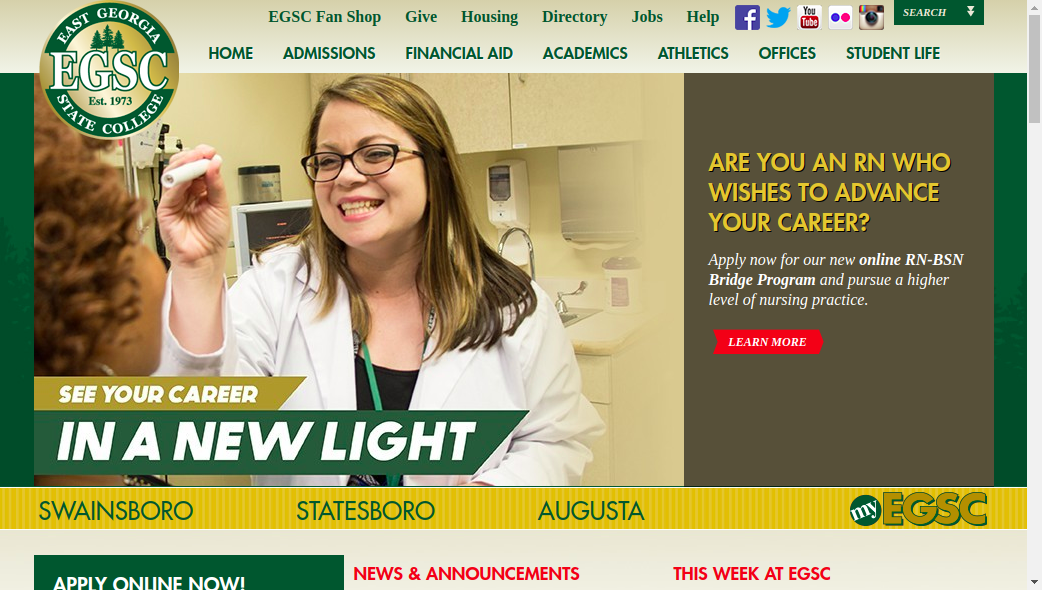 EGSC Fan Shop Give Housing Directory Jobs Help You Tube SEARCH
EAST GEORGIA
EGSC
Est. 1973
STATE COLLEGE
HOME ADMISSIONS FINANCIAL AID ACADEMICS ATHLETICS OFFICES STUDENT LIFE
ARE YOU AN RN WHO
WISHES TO ADVANCE
YOUR CAREER?
Apply now for our new online RN-BSN
Bridge Program and pursue a higher
level of nursing practice.
LEARN MORE
SEE YOUR CAREER
IN A NEW LIGHT
SWAINSBORO STATESBORO AUGUSTA my EGSC
APPLY ONLINE NOW!
NEWS & ANNOUNCEMENTS
THIS WEEK AT EGSC